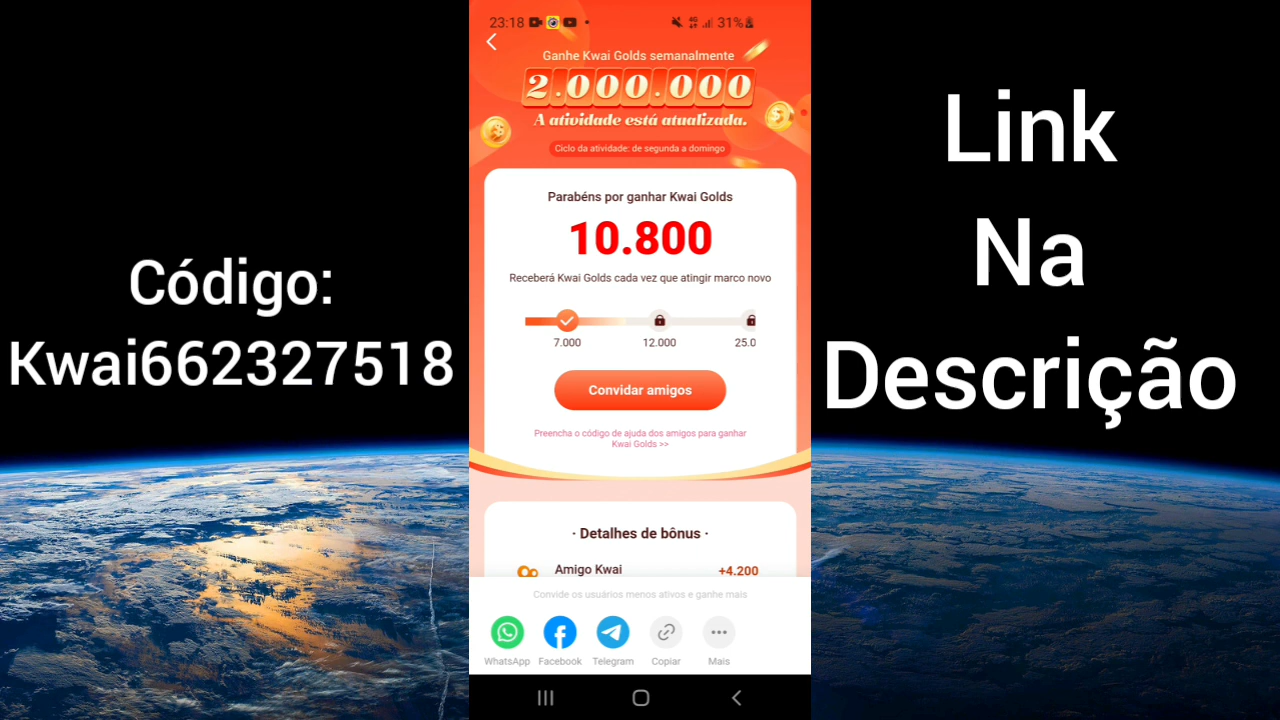 Código:
Kwai662327518
23:18
4G
31%
Ganhe Kwai Golds semanalmente
2.000.000
A atividade está atualizada.
Ciclo da atividade: de segunda a domingo
Parabéns por ganhar Kwai Golds
10.800
Receberá Kwai Golds cada vez que atingir marco novo
7.000 12.000 25.0
Convidar amigos
Preencha o código de ajuda dos amigos para ganhar
Kwai Golds >>
· Detalhes de bônus ·
Amigo Kwai +4.200
Convide os usuários menos ativos e ganhe mais
WhatsApp Facebook Telegram Copiar Mais
Link
Na
Descrição